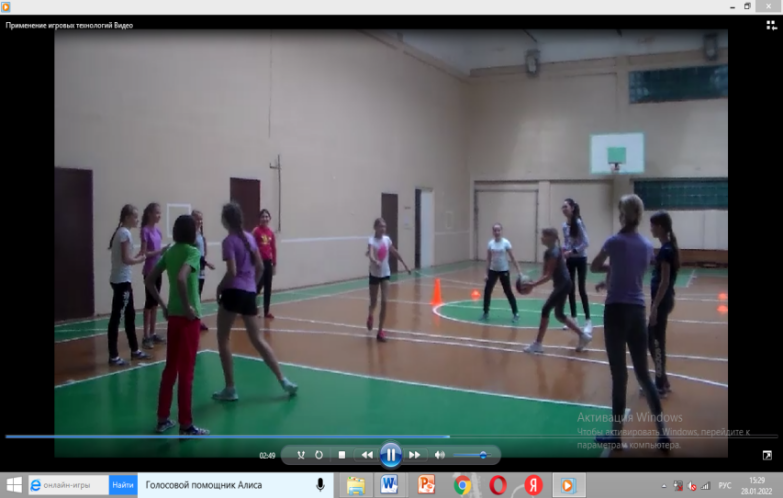 Применение игровых технологий Видео
Активация Windows
Чтобы активировать Windows, перейдите к
параметрам компьютера.
02:49
онлайн-игры
Найти
Голосовой помощник Алиса
РУС
15:29
28.01.2022